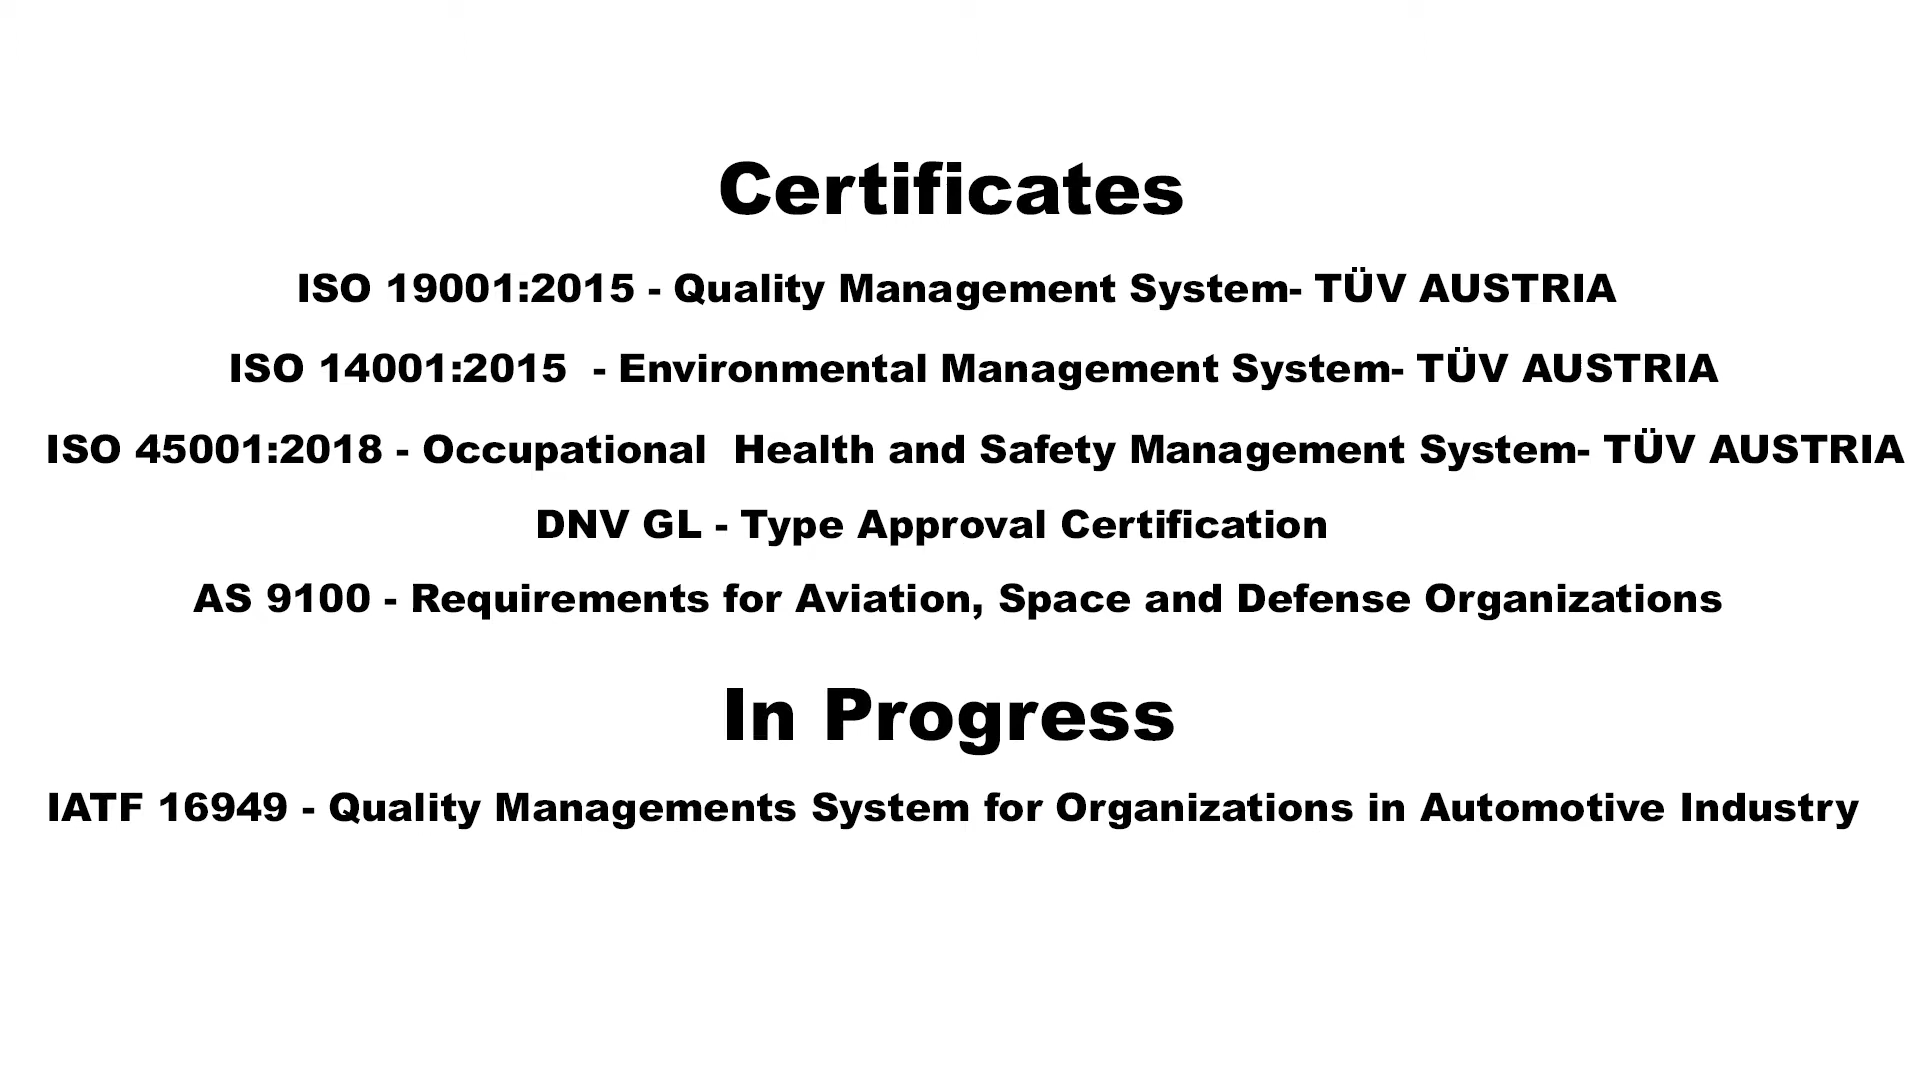 Certificates
ISO 19001:2015 - Quality Management System- TÜV AUSTRIA
ISO 14001:2015  - Environmental Management System- TÜV AUSTRIA
ISO 45001:2018 - Occupational  Health and Safety Management System- TÜV AUSTRIA
DNV GL - Type Approval Certification
AS 9100 - Requirements for Aviation, Space and Defense Organizations
In Progress
IATF 16949 - Quality Managements System for Organizations in Automotive Industry